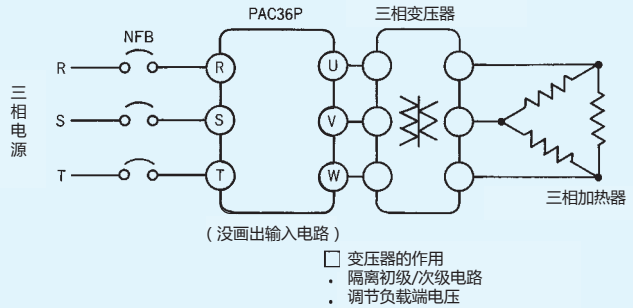 PAC36P
三相变压器
NFB
R
R
U
三相电源
S
S
V
T
T
W
三相加热器
（没画出输入电路）
□ 变压器的作用
. 隔离初级/次级电路
. 调节负载端电压